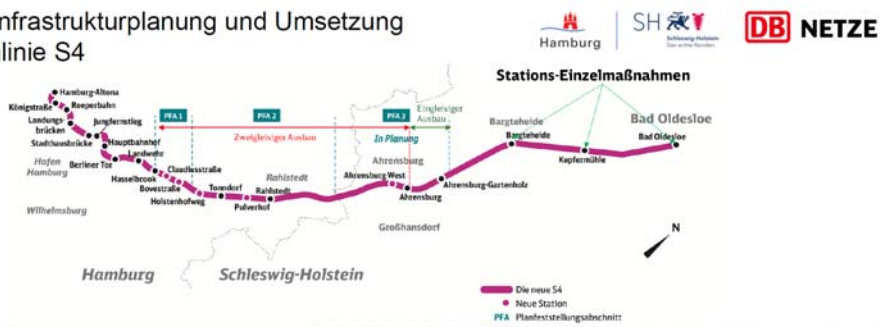 nfrastrukturplanung und Umsetzung
linie S4
Hamburg
SH
Schleswig-Holstein
Der echte Norden
DB NETZE
Stations-Einzelmaßnahmen
Hamburg-Altona
Königstraße
Reeperbahn
Landungs-
brücken
Jungfernstieg
Stadthausbrücke
Hauptbahnhof
Landwehr
Hafen
Hamburg
Berliner Tor
Claudiusstraße
Hasselbrook
Bovestraße
Holstenhofweg
Wilhelmsburg
PFA 1
PFA 2
PFA 3
Eingleisiger
Ausbau
Zweigleisiger Ausbau
In Planung
Tonndorf
Pulverhof
Rahlstedt
Rahlstedt
Ahrensburg
Ahrensburg West
Ahrensburg
Ahrensburg-Gartenholz
Großhansdorf
Bargteheide
Bargteheide
Kupfermühle
Bad Oldesloe
Bad Oldesloe
N
Hamburg
Schleswig-Holstein
Die neue S4
Neue Station
PFA Planfeststellungsabschnitt